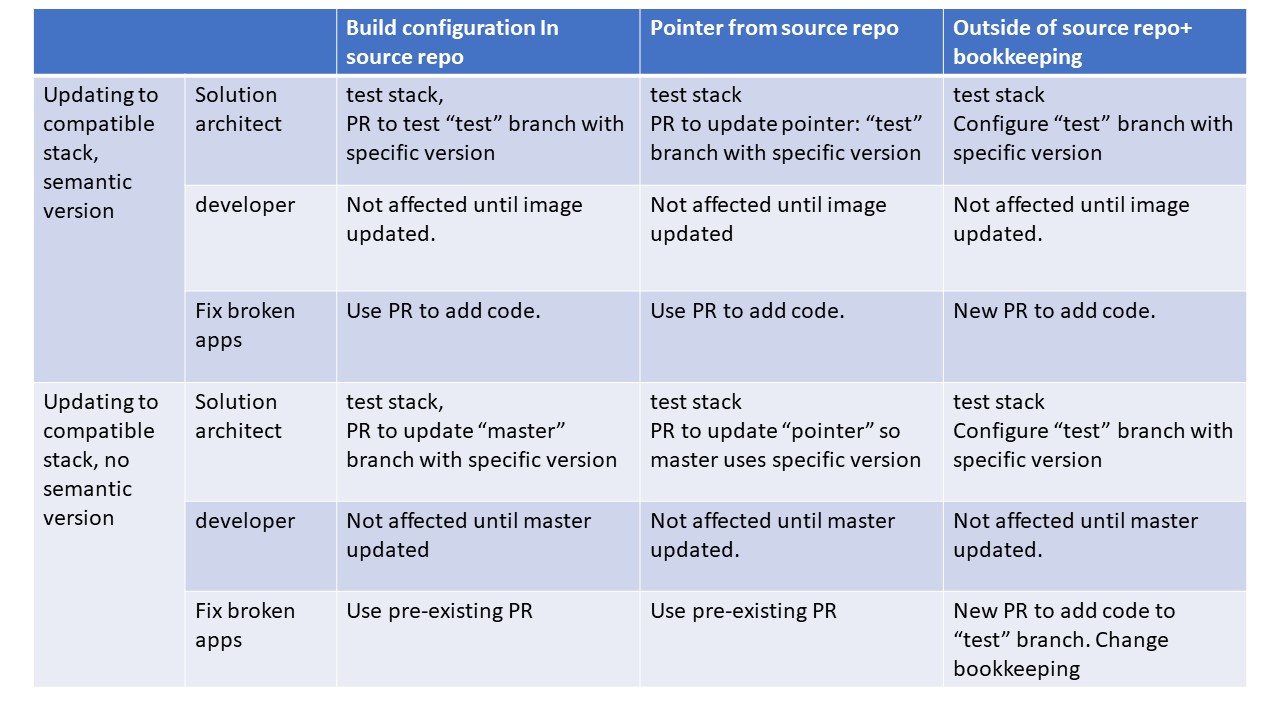 Build configuration In
source repo
Pointer from source repo
Outside of source repo+
bookkeeping
Updating to
compatible
stack,
semantic
version
Solution
architect
test stack,
PR to test “test” branch with
specific version
test stack
PR to update pointer: “test”
branch with specific version
test stack
Configure “test” branch with
specific version
developer
Not affected until image
updated.
Not affected until image
updated
Not affected until image
updated.
Fix broken
apps
Use PR to add code.
Use PR to add code.
New PR to add code.
Updating to
compatible
stack, no
semantic
version
Solution
architect
test stack,
PR to update “master”
branch with specific version
test stack
PR to update “pointer” so
master uses specific version
test stack
Configure “test” branch with
specific version
developer
Not affected until master
updated
Not affected until master
updated.
Not affected until master
updated.
Fix broken
apps
Use pre-existing PR
Use pre-existing PR
New PR to add code to
“test” branch. Change
bookkeeping